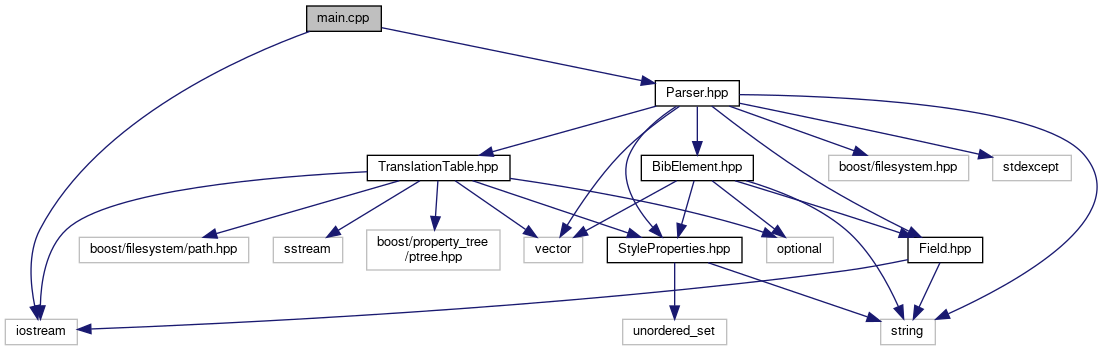 main.cpp
Parser.hpp
TranslationTable.hpp
BibElement.hpp
boost/filesystem.hpp
stdexcept
boost/filesystem/path.hpp
sstream
boost/property_tree
/ptree.hpp
vector
StyleProperties.hpp
optional
Field.hpp
iostream
unordered_set
string